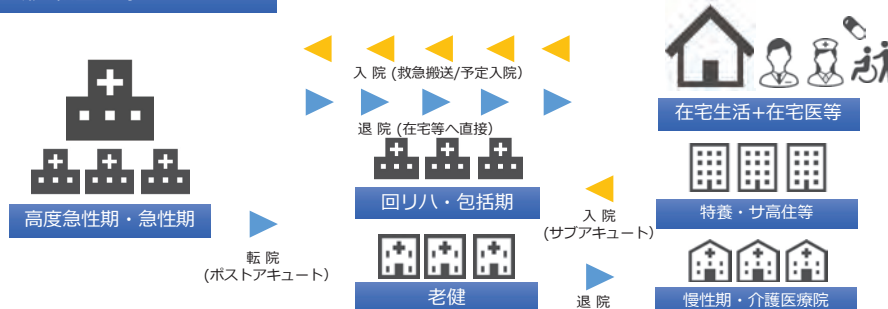 入 院 (救急搬送/予定入院)
退 院 (在宅等へ直接)
在宅生活+在宅医等
高度急性期・急性期
回リハ・包括期
特養・サ高住等
入 院
(サブアキュート)
転 院
(ポストアキュート)
老健
退 院
慢性期・介護医療院